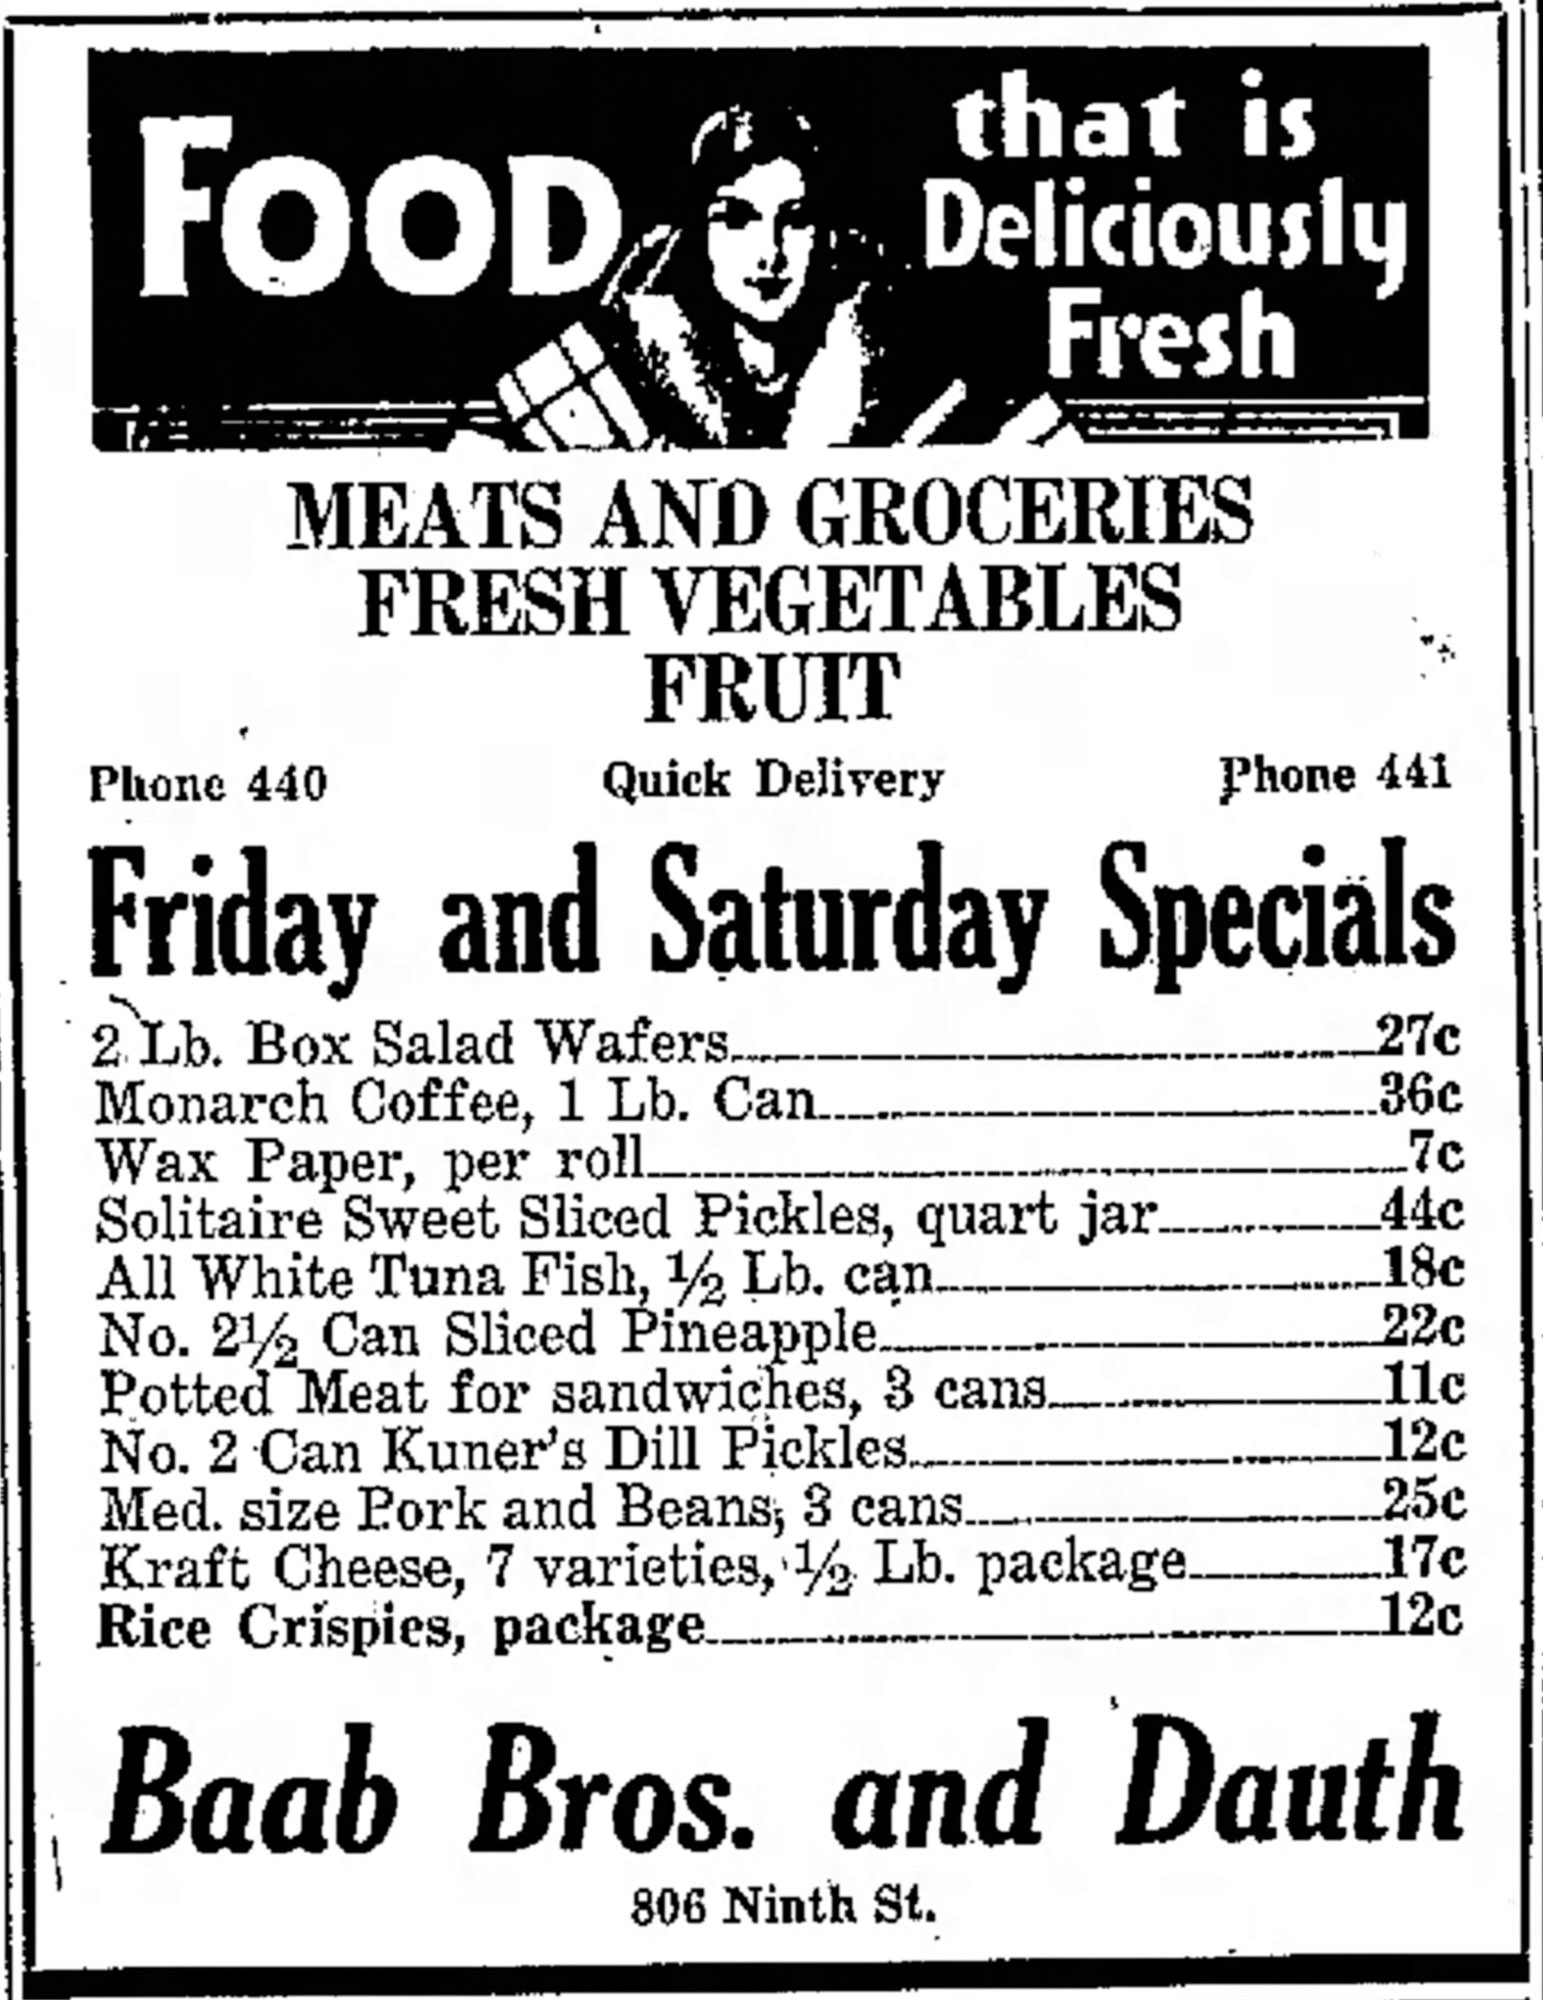 FOOD
that is
Deliciously
Fresh
MEATS AND GROCERIES
FRESH VEGETABLES
FRUIT
Phone 440 Quick Delivery Phone 441
Friday and Saturday Specials
2 Lb. Box Salad Wafers 27c
Monarch Coffee, 1 Lb. Can 36c
Wax Paper, per roll 7c
Solitaire Sweet Sliced Pickles, quart jar 44c
All White Tuna Fish, ½ Lb. can 18c
No. 2½ Can Sliced Pineapple 22c
Potted Meat for sandwiches, 3 cans 11c
No. 2 Can Kuner's Dill Pickles 12c
Med. size Pork and Beans, 3 cans 25c
Kraft Cheese, 7 varieties, ½ Lb. package 17c
Rice Crispies, package 12c
Baab Bros. and Dauth
806 Ninth St.